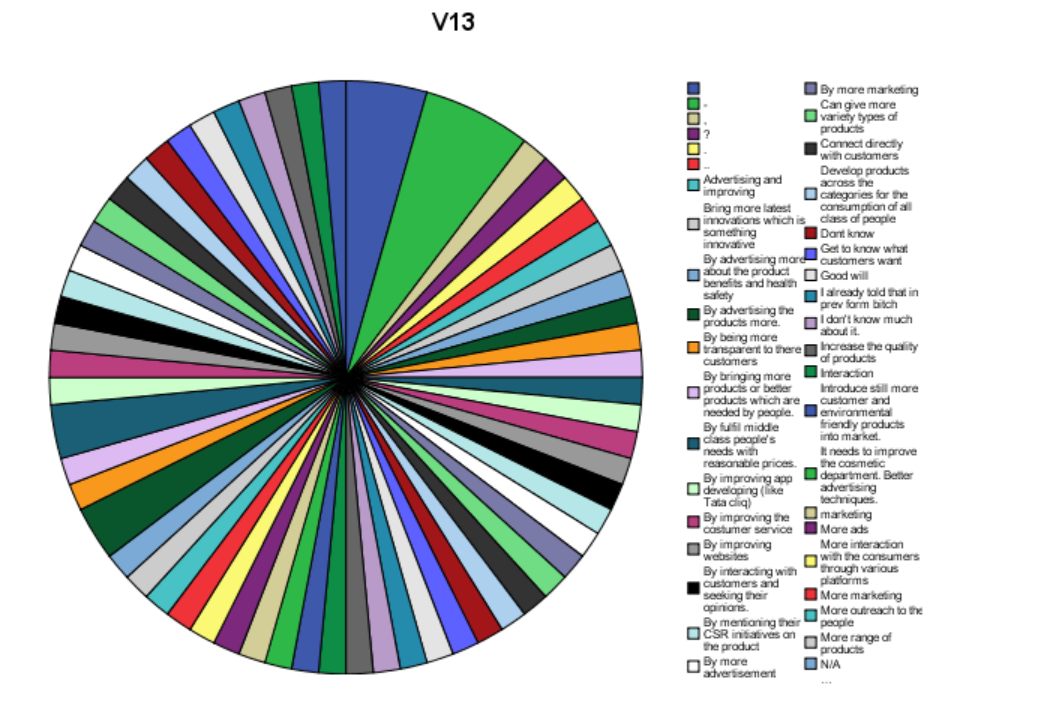 V13
-
,
?
.
..
Advertising and
improving
Bring more latest
innovations which is
something
innovative
By advertising more
about the product
benefits and health
safety
By advertising the
products more.
By being more
transparent to there
customers
By bringing more
products or better
products which are
needed by people.
By fulfil middle
class people's
needs with
reasonable prices.
By improving app
developing (like
Tata cliq)
By improving the
costumer service
By improving
websites
By interacting with
customers and
seeking their
opinions.
By mentioning their
CSR initiatives on
the product
By more
advertisement
By more marketing
Can give more
variety types of
products
Connect directly
with customers
Develop products
across the
categories for the
consumption of all
class of people
Dont know
Get to know what
customers want
Good will
I already told that in
prev form bitch
I don't know much
about it.
Increase the quality
of products
Interaction
Introduce still more
customer and
environmental
friendly products
into market.
It needs to improve
the cosmetic
department. Better
advertising
techniques.
marketing
More ads
More interaction
with the consumers
through various
platforms
More marketing
More outreach to the
people
More range of
products
N/A
...